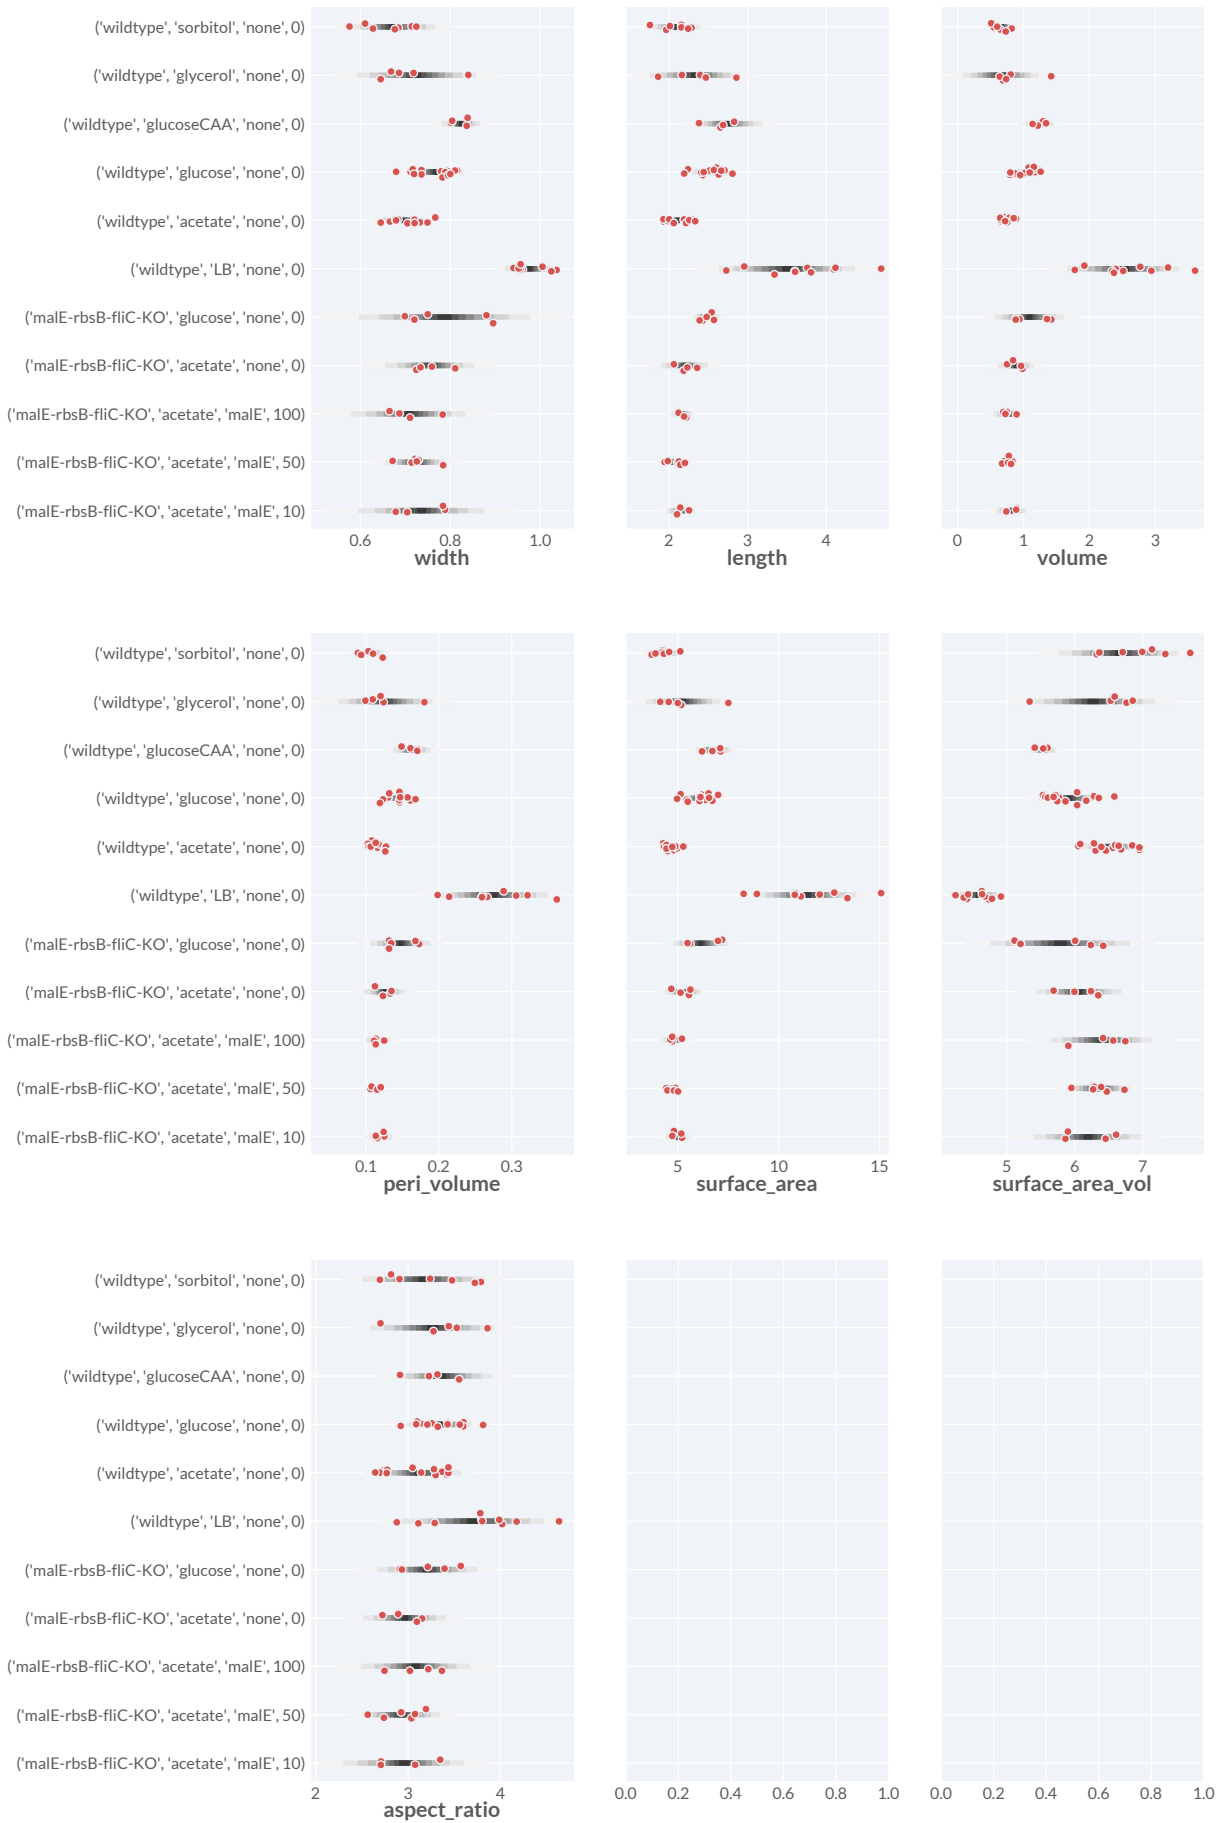 ('wildtype', 'sorbitol', 'none', 0)
('wildtype', 'glycerol', 'none', 0)
('wildtype', 'glucoseCAA', 'none', 0)
('wildtype', 'glucose', 'none', 0)
('wildtype', 'acetate', 'none', 0)
('wildtype', 'LB', 'none', 0)
('malE-rbsB-fliC-KO', 'glucose', 'none', 0)
('malE-rbsB-fliC-KO', 'acetate', 'none', 0)
('malE-rbsB-fliC-KO', 'acetate', 'malE', 100)
('malE-rbsB-fliC-KO', 'acetate', 'malE', 50)
('malE-rbsB-fliC-KO', 'acetate', 'malE', 10)
0.6 0.8 1.0
width
2 3 4
length
0 1 2 3
volume
('wildtype', 'sorbitol', 'none', 0)
('wildtype', 'glycerol', 'none', 0)
('wildtype', 'glucoseCAA', 'none', 0)
('wildtype', 'glucose', 'none', 0)
('wildtype', 'acetate', 'none', 0)
('wildtype', 'LB', 'none', 0)
('malE-rbsB-fliC-KO', 'glucose', 'none', 0)
('malE-rbsB-fliC-KO', 'acetate', 'none', 0)
('malE-rbsB-fliC-KO', 'acetate', 'malE', 100)
('malE-rbsB-fliC-KO', 'acetate', 'malE', 50)
('malE-rbsB-fliC-KO', 'acetate', 'malE', 10)
0.1 0.2 0.3
peri_volume
5 10 15
surface_area
5 6 7
surface_area_vol
('wildtype', 'sorbitol', 'none', 0)
('wildtype', 'glycerol', 'none', 0)
('wildtype', 'glucoseCAA', 'none', 0)
('wildtype', 'glucose', 'none', 0)
('wildtype', 'acetate', 'none', 0)
('wildtype', 'LB', 'none', 0)
('malE-rbsB-fliC-KO', 'glucose', 'none', 0)
('malE-rbsB-fliC-KO', 'acetate', 'none', 0)
('malE-rbsB-fliC-KO', 'acetate', 'malE', 100)
('malE-rbsB-fliC-KO', 'acetate', 'malE', 50)
('malE-rbsB-fliC-KO', 'acetate', 'malE', 10)
2 3 4
aspect_ratio
0.0 0.2 0.4 0.6 0.8 1.0
0.0 0.2 0.4 0.6 0.8 1.0